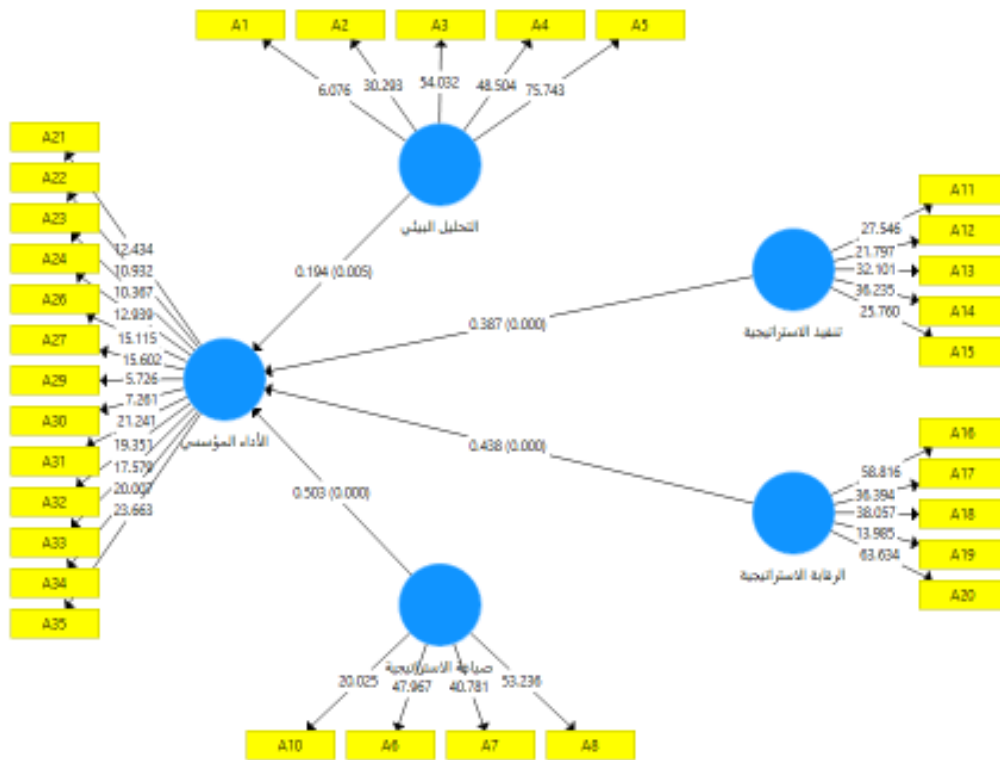 A1
A2
A3
A4
A5
6.076
30.293
54.032
48.504
75.743
التحليل البيئي
A21
A22
A23
A24
A26
A27
A29
A30
A31
A32
A33
A34
A35
12.434
10.932
10.367
12.939
15.115
15.602
5.726
7.261
21.241
19.351
17.579
20.007
23.663
الأداء المؤسسي
0.194 (0.005)
0.387 (0.000)
0.438 (0.000)
0.503 (0.000)
A11
A12
A13
A14
A15
27.546
21.797
32.101
36.235
25.760
تنفيذ الاستراتيجية
A16
A17
A18
A19
A20
58.816
36.394
38.057
13.985
63.634
الرقابة الاستراتيجية
صياغة الاستراتيجية
20.025
47.967
40.781
53.236
A10
A6
A7
A8